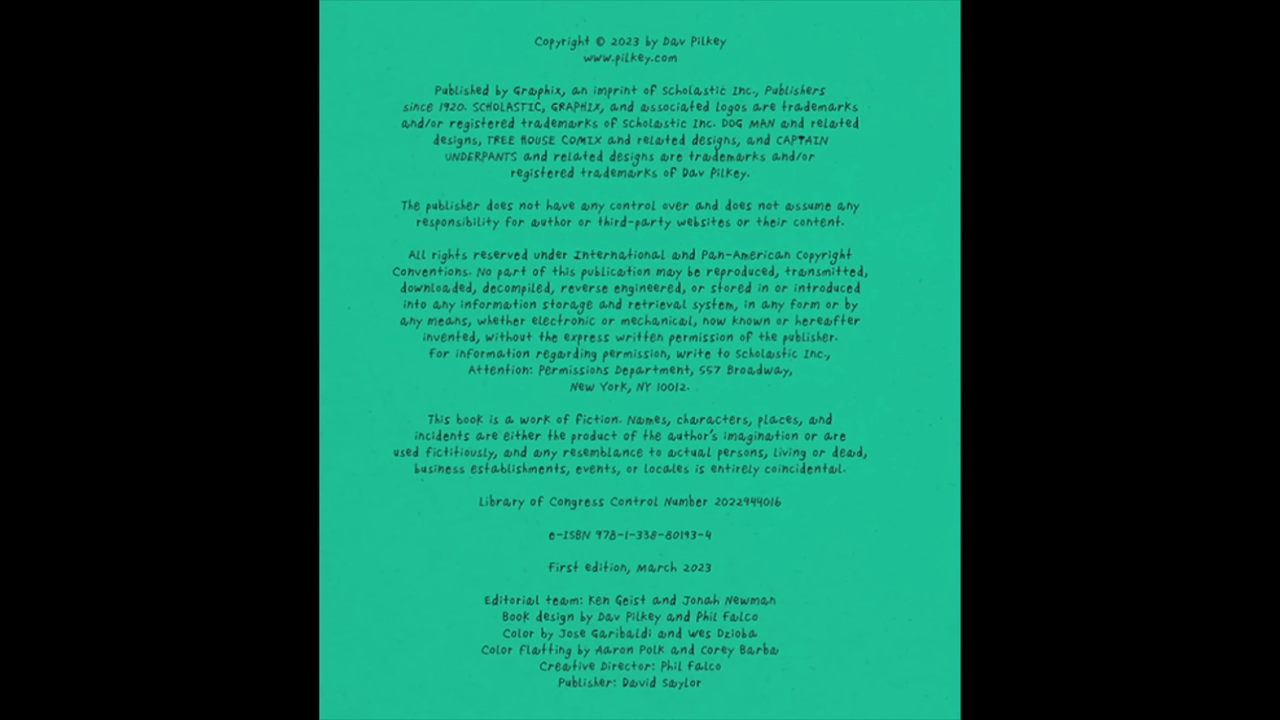 Copyright © 2023 by Dav Pilkey
www.pilkey.com
Published by Graphix, an imprint of Scholastic Inc., Publishers
since 1920. SCHOLASTIC, GRAPHIX, and associated logos are trademarks
and/or registered trademarks of Scholastic Inc. DOG MAN and related
designs, TREE HOUSE COMIX and related designs, and CAPTAIN
UNDERPANTS and related designs are trademarks and/or
registered trademarks of Dav Pilkey.
The publisher does not have any control over and does not assume any
responsibility for author or third-party websites or their content.
All rights reserved under International and Pan-American Copyright
Conventions. No part of this publication may be reproduced, transmitted,
downloaded, decompiled, reverse engineered, or stored in or introduced
into any information storage and retrieval system, in any form or by
any means, whether electronic or mechanical, now known or hereafter
invented, without the express written permission of the publisher.
For information regarding permission, write to Scholastic Inc.,
Attention: Permissions Department, 557 Broadway,
New York, NY 10012.
This book is a work of fiction. Names, characters, places, and
incidents are either the product of the author's imagination or are
used fictitiously, and any resemblance to actual persons, living or dead,
business establishments, events, or locales is entirely coincidental.
Library of Congress Control Number 2022944016
e-ISBN 978-1-338-80193-4
First edition, March 2023
Editorial team: Ken Geist and Jonah Newman
Book design by Dav Pilkey and Phil Falco
Color by Jose Garibaldi and Wes Dzioba
Color flatting by Aaron Polk and Corey Barba
Creative Director: Phil Falco
Publisher: David Saylor